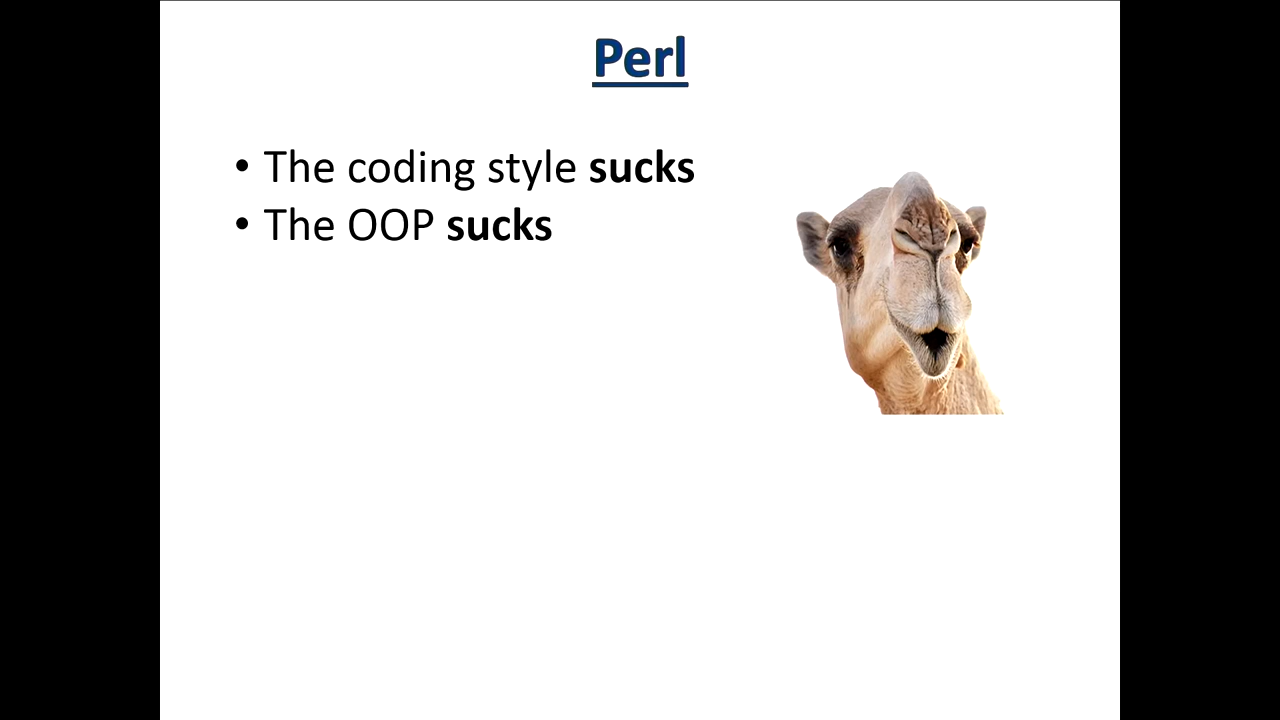 Perl
• The coding style sucks
• The OOP sucks